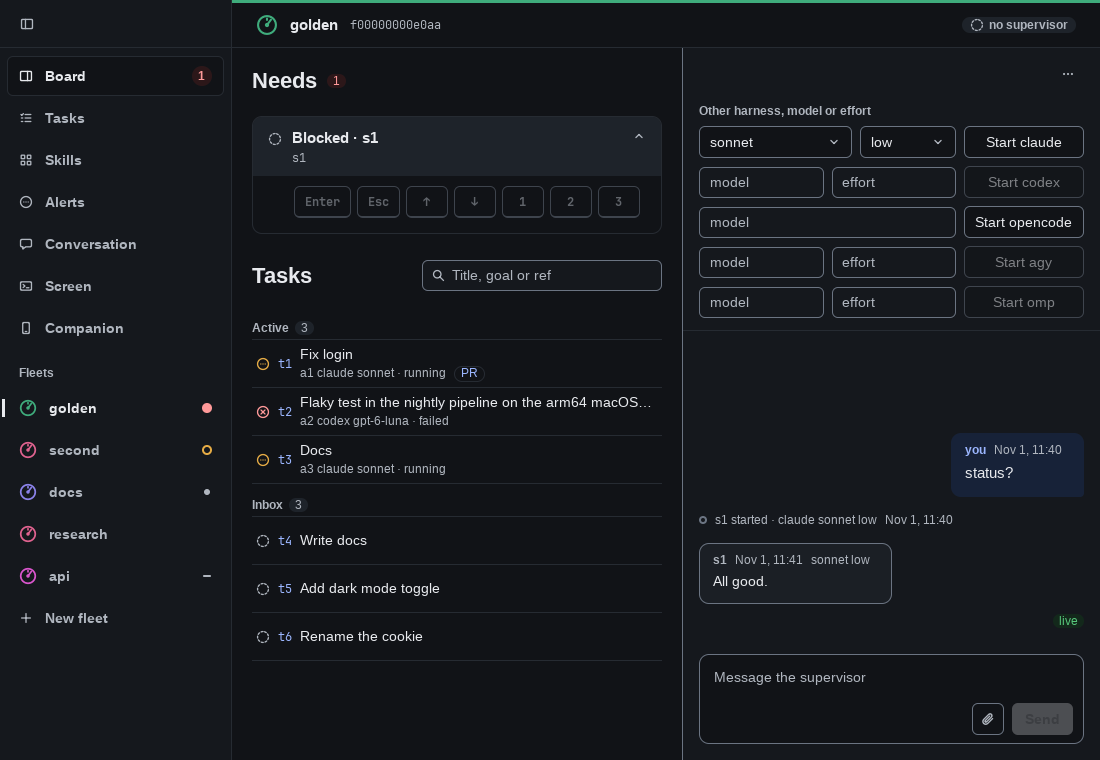 golden f00000000e0aa
no supervisor
Board 1
Tasks
Skills
Alerts
Conversation
Screen
Companion
Fleets
golden
second
docs
research
api
New fleet
Needs 1
Blocked · s1
s1
Enter Esc ↑ ↓ 1 2 3
Tasks
Title, goal or ref
Active 3
t1 Fix login
a1 claude sonnet · running PR
t2 Flaky test in the nightly pipeline on the arm64 macOS…
a2 codex gpt-6-luna · failed
t3 Docs
a3 claude sonnet · running
Inbox 3
t4 Write docs
t5 Add dark mode toggle
t6 Rename the cookie
Other harness, model or effort
sonnet low Start claude
model effort Start codex
model Start opencode
model effort Start agy
model effort Start omp
you Nov 1, 11:40
status?
s1 started · claude sonnet low Nov 1, 11:40
s1 Nov 1, 11:41 sonnet low
All good.
live
Message the supervisor
Send